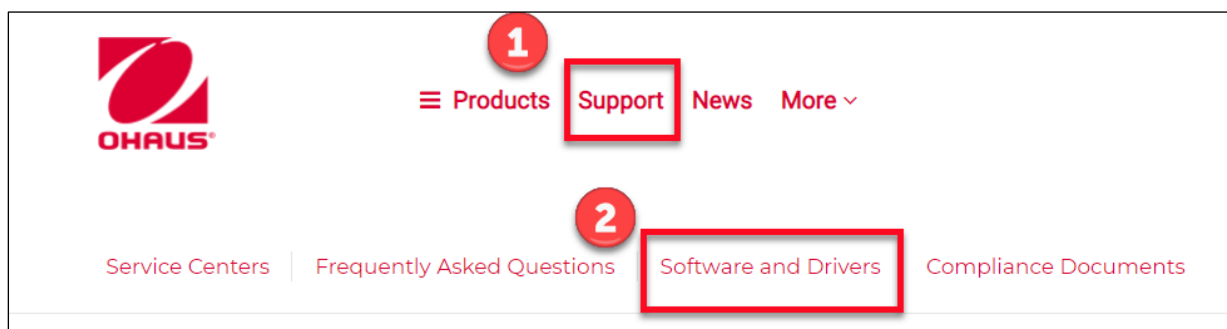 1
Products Support News More
OHAUS®
2
Service Centers Frequently Asked Questions Software and Drivers Compliance Documents